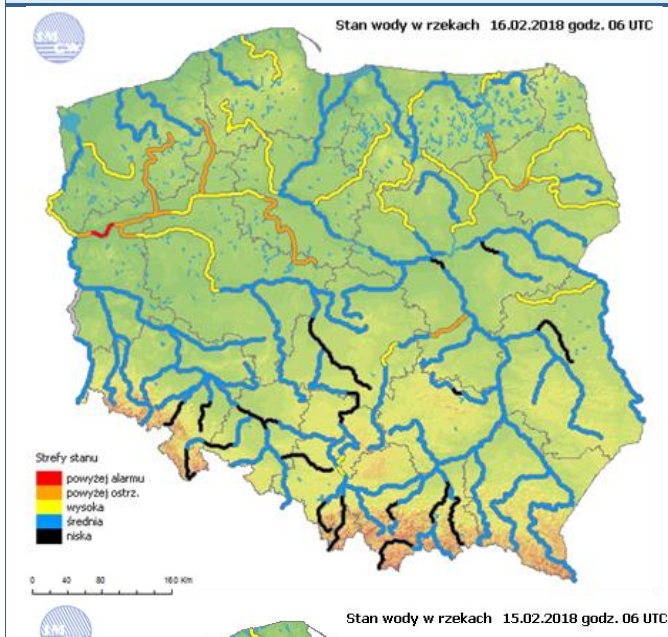 Stan wody w rzekach 16.02.2018 godz. 06 UTC
Strefy stanu
powyżej alarmu
powyżej ostrz.
wysoka
średnia
niska
0 40 80 160 Km
Stan wody w rzekach 15.02.2018 godz. 06 UTC